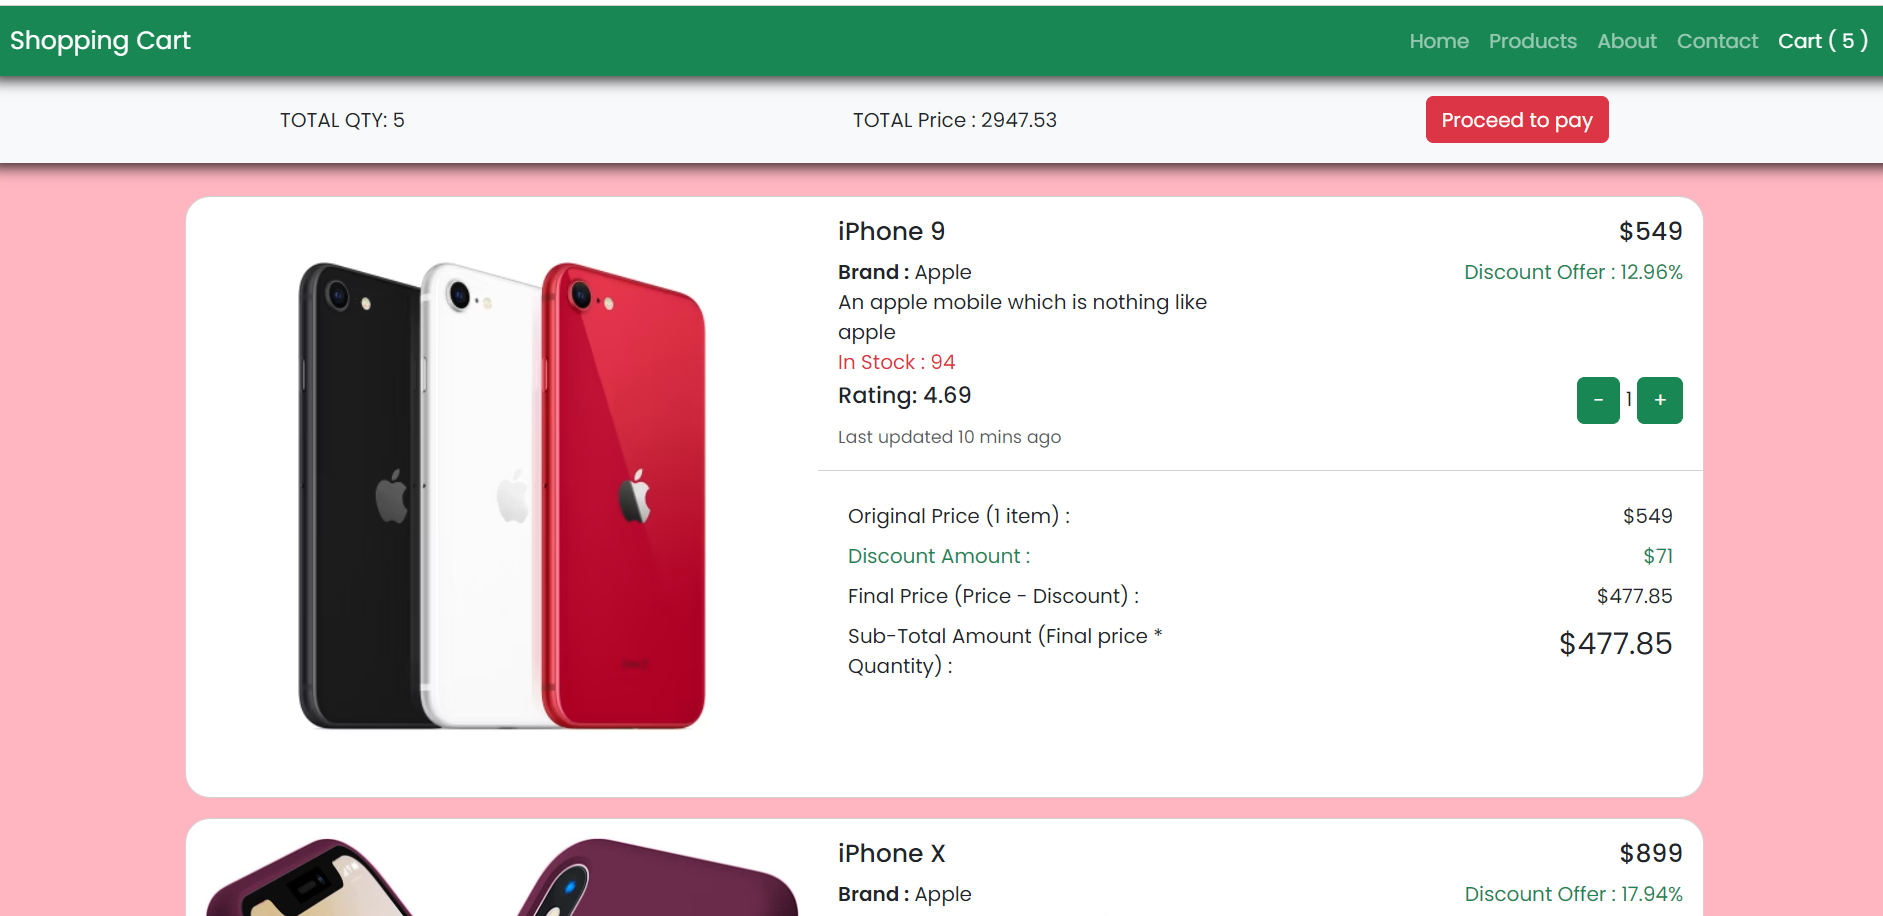 Shopping Cart
Home Products About Contact Cart ( 5 )
TOTAL QTY: 5
TOTAL Price : 2947.53
Proceed to pay
iPhone 9
$549
Brand : Apple
Discount Offer : 12.96%
An apple mobile which is nothing like
apple
In Stock : 94
Rating: 4.69
- 1 +
Last updated 10 mins ago
Original Price (1 item) :
$549
Discount Amount :
$71
Final Price (Price - Discount) :
$477.85
Sub-Total Amount (Final price *
Quantity) :
$477.85
iPhone X
$899
Brand : Apple
Discount Offer : 17.94%